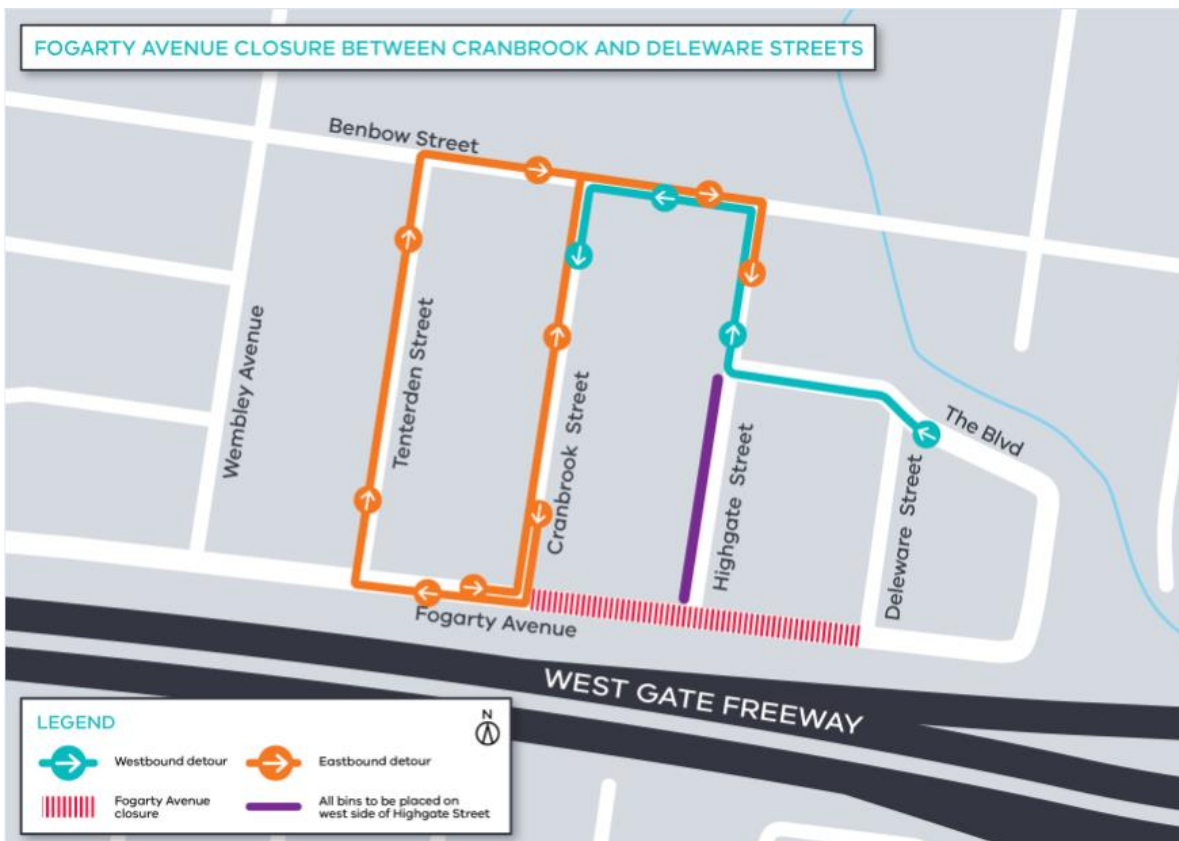 FOGARTY AVENUE CLOSURE BETWEEN CRANBROOK AND DELEWARE STREETS
Benbow Street
Wembley Avenue
Tenterden Street
Cranbrook Street
Highgate Street
Deleware Street
The Blvd
Fogarty Avenue
WEST GATE FREEWAY
LEGEND
N
Westbound detour
Eastbound detour
Fogarty Avenue
closure
All bins to be placed on
west side of Highgate Street